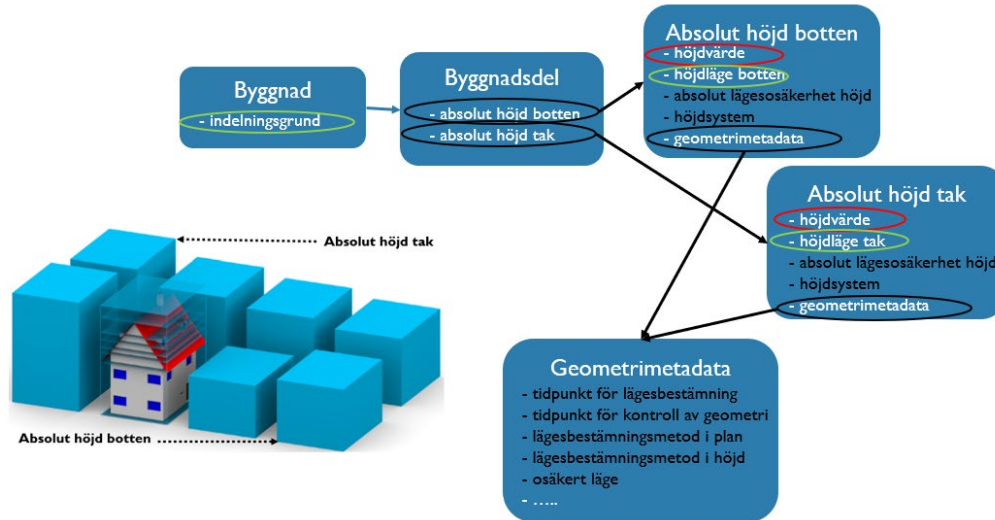 Byggnad
- indelningsgrund
Byggnadsdel
- absolut höjd botten
- absolut höjd tak
Absolut höjd botten
- höjdvärde
- höjdläge botten
- absolut lägesosäkerhet höjd
- höjdsystem
- geometrimetadata
Absolut höjd tak
- höjdvärde
- höjdläge tak
- absolut lägesosäkerhet höjd
- höjdsystem
- geometrimetadata
Absolut höjd tak
Absolut höjd botten
Geometrimetadata
- tidpunkt för lägesbestämning
- tidpunkt för kontroll av geometri
- lägesbestämningsmetod i plan
- lägesbestämningsmetod i höjd
- osäkert läge
- .....